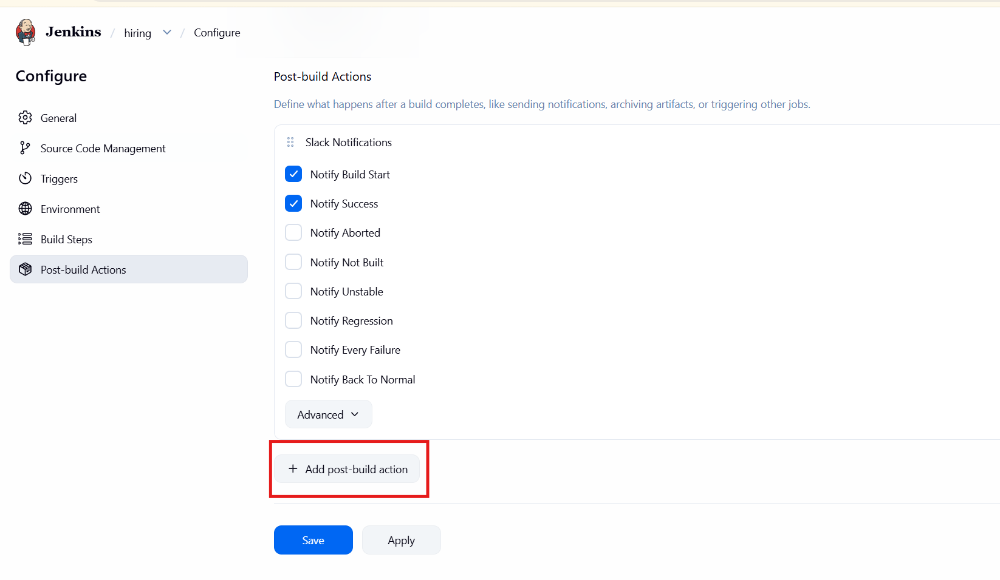 Jenkins / hiring / Configure
Configure
General
Source Code Management
Triggers
Environment
Build Steps
Post-build Actions
Post-build Actions
Define what happens after a build completes, like sending notifications, archiving artifacts, or triggering other jobs.
Slack Notifications
Notify Build Start
Notify Success
Notify Aborted
Notify Not Built
Notify Unstable
Notify Regression
Notify Every Failure
Notify Back To Normal
Advanced
+ Add post-build action
Save Apply